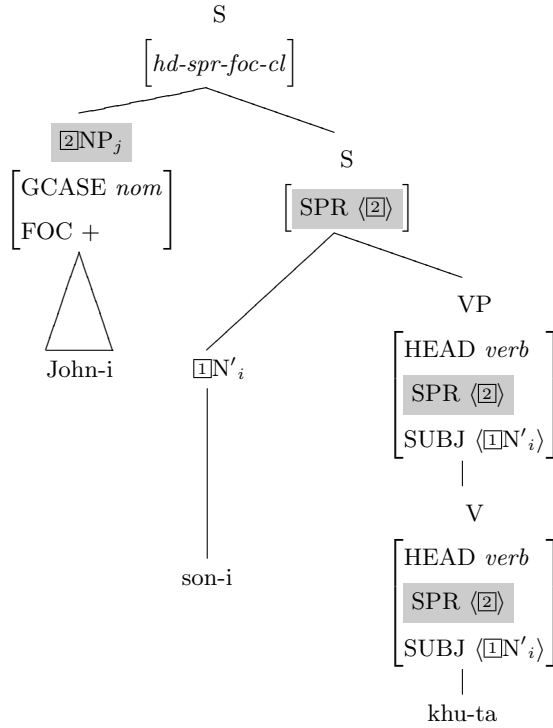 S
[hd-spr-foc-cl]
2NPj
S
[GCASE nom
FOC +]
[SPR ⟨2⟩]
John-i
1N′i
VP
[HEAD verb
SPR ⟨2⟩
SUBJ ⟨1N′i⟩]
V
son-i
[HEAD verb
SPR ⟨2⟩
SUBJ ⟨1N′i⟩]
khu-ta